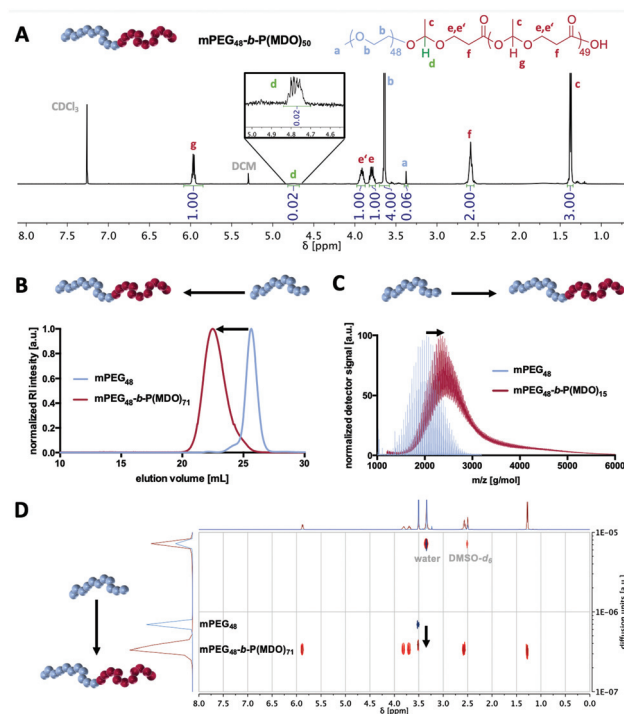 A
mPEG48-b-P(MDO)50
a
b
b
48
O
O
c
H
d
e,e'
f
O
O
c
O
H
g
e,e'
O
f
49
OH
CDCl3
g
DCM
d
5.0 4.9 4.8 4.7 4.6
0.02
d
e'
e
b
a
f
c
1.00
0.02
1.00
1.00
4.00
0.06
2.00
3.00
8.0 7.5 7.0 6.5 6.0 5.5 5.0 4.5 4.0 3.5 3.0 2.5 2.0 1.5 1.0
δ [ppm]
B
normalized RI intesity [a.u.]
1.0
0.8
0.6
0.4
0.2
0.0
mPEG48
mPEG48-b-P(MDO)71
10 15 20 25 30
elution volume [mL]
C
normalized detector signal [a.u.]
100
50
0
mPEG48
mPEG48-b-P(MDO)15
1000 2000 3000 4000 5000 6000
m/z [g/mol]
D
water
DMSO-d6
mPEG48
mPEG48-b-P(MDO)71
1E-05
1E-06
1E-07
diffusion units [a.u.]
8.0 7.5 7.0 6.5 6.0 5.5 5.0 4.5 4.0 3.5 3.0 2.5 2.0 1.5 1.0 0.5 0.0
δ [ppm]